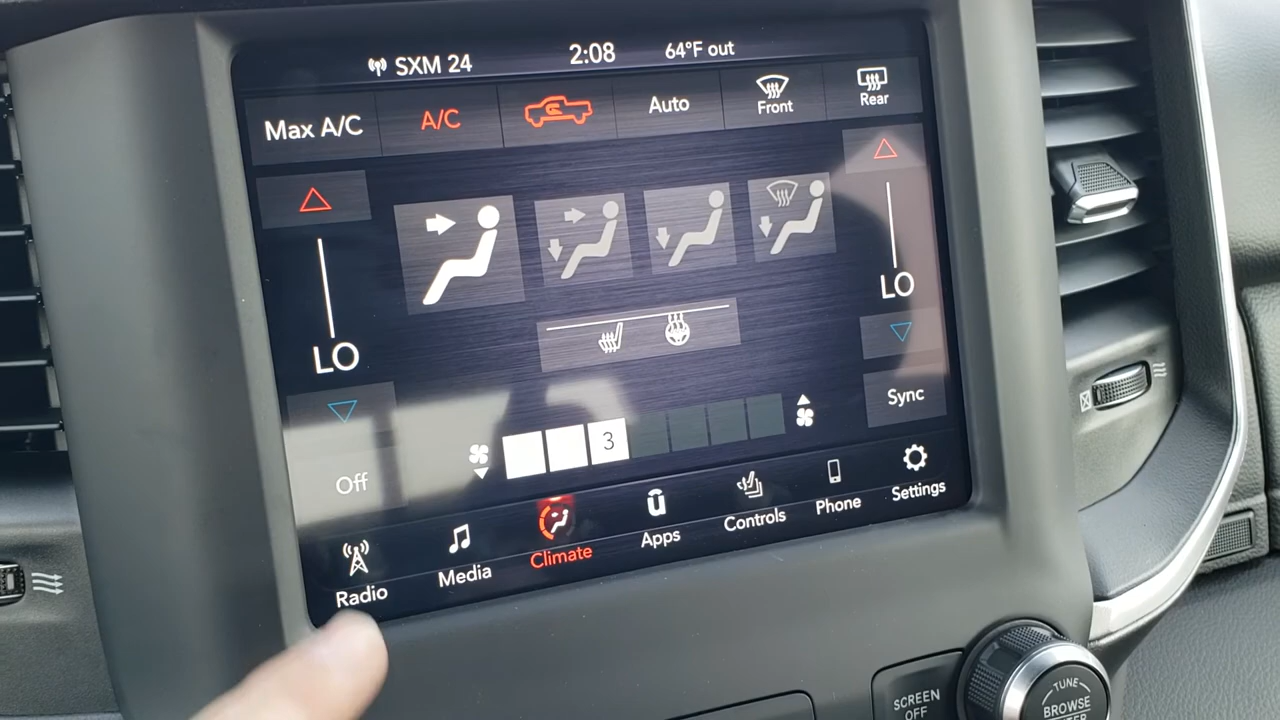 SXM 24 2:08 64°F out
Max A/C A/C Auto Front Rear
LO
LO
Sync
3
Off
Radio Media Climate Apps Controls Phone Settings
SCREEN
OFF
TUNE
BROWSE